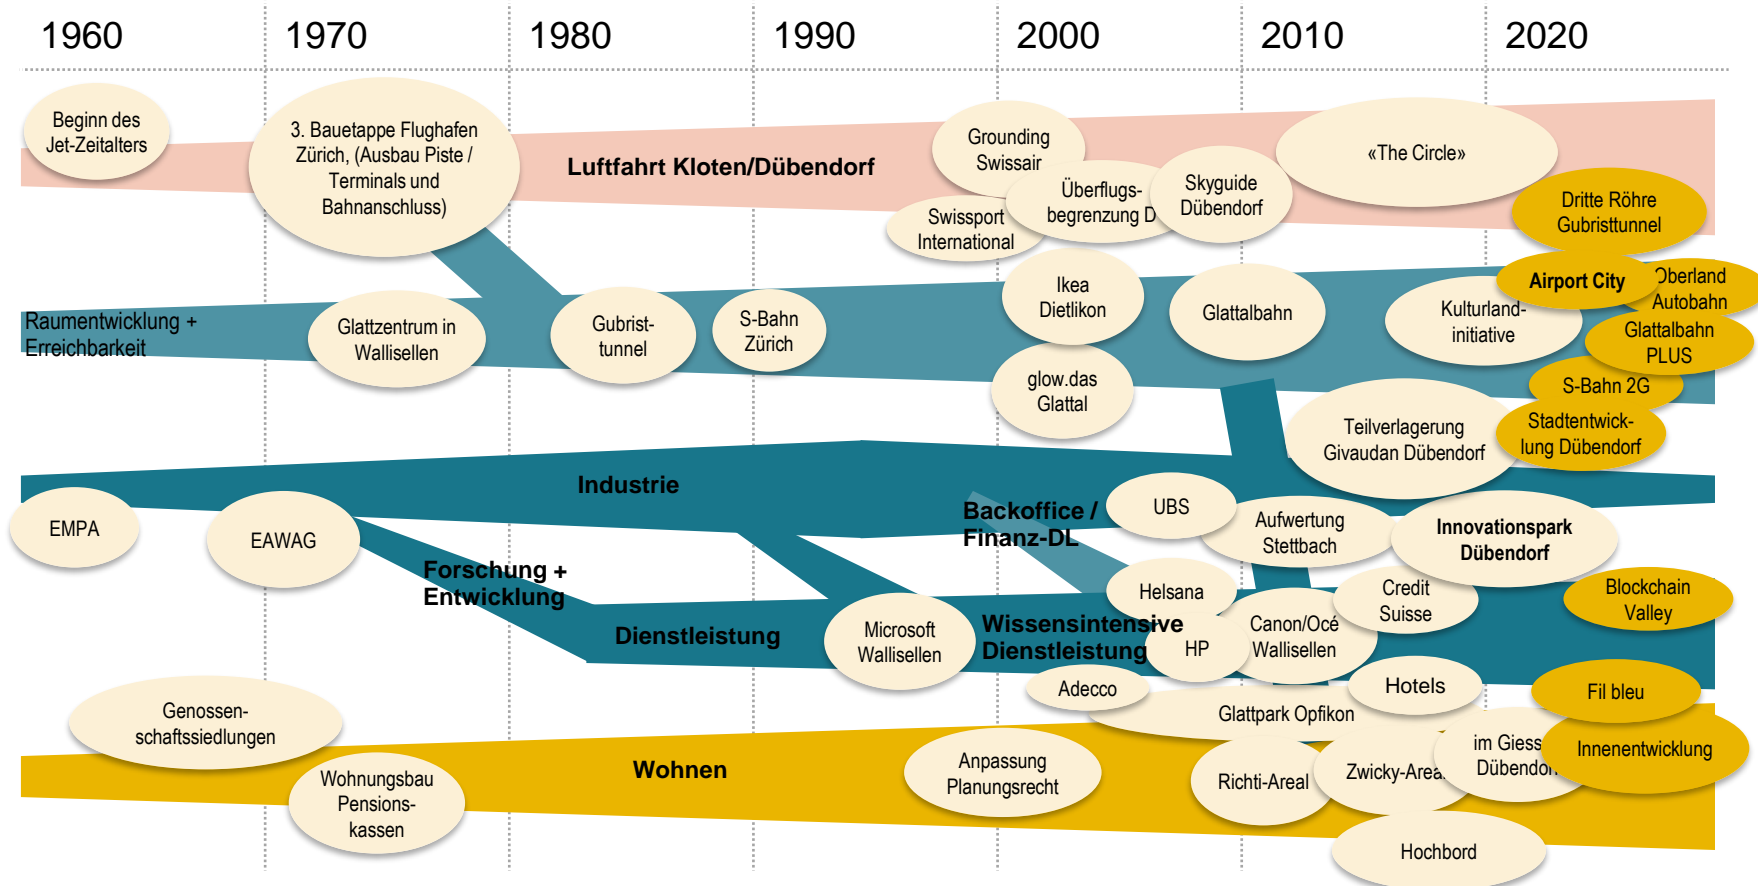 1960
1970
1980
1990
2000
2010
2020
Beginn des
Jet-Zeitalters
3. Bauetappe Flughafen
Zürich, (Ausbau Piste /
Terminals und
Bahnanschluss)
Luftfahrt Kloten/Dübendorf
Grounding
Swissair
Swissport
International
Überflugs-
begrenzung D
Skyguide
Dübendorf
«The Circle»
Dritte Röhre
Gubristtunnel
Raumentwicklung +
Erreichbarkeit
Glattzentrum in
Wallisellen
Gubrist-
tunnel
S-Bahn
Zürich
Ikea
Dietlikon
glow.das
Glattal
Glattalbahn
Kulturland-
initiative
Airport City
Oberland
Autobahn
Glattalbahn
PLUS
S-Bahn 2G
Stadtentwick-
lung Dübendorf
Teilverlagerung
Givaudan Dübendorf
Industrie
EMPA
EAWAG
Forschung +
Entwicklung
Backoffice /
Finanz-DL
UBS
Aufwertung
Stettbach
Innovationspark
Dübendorf
Dienstleistung
Microsoft
Wallisellen
Wissensintensive
Dienstleistung
Helsana
HP
Canon/Océ
Wallisellen
Credit
Suisse
Blockchain
Valley
Adecco
Hotels
Fil bleu
Genossen-
schaftssiedlungen
Glattpark Opfikon
Wohnungsbau
Pensions-
kassen
Wohnen
Anpassung
Planungsrecht
Richti-Areal
Zwicky-Areal
im Giess
Dübendorf
Innenentwicklung
Hochbord